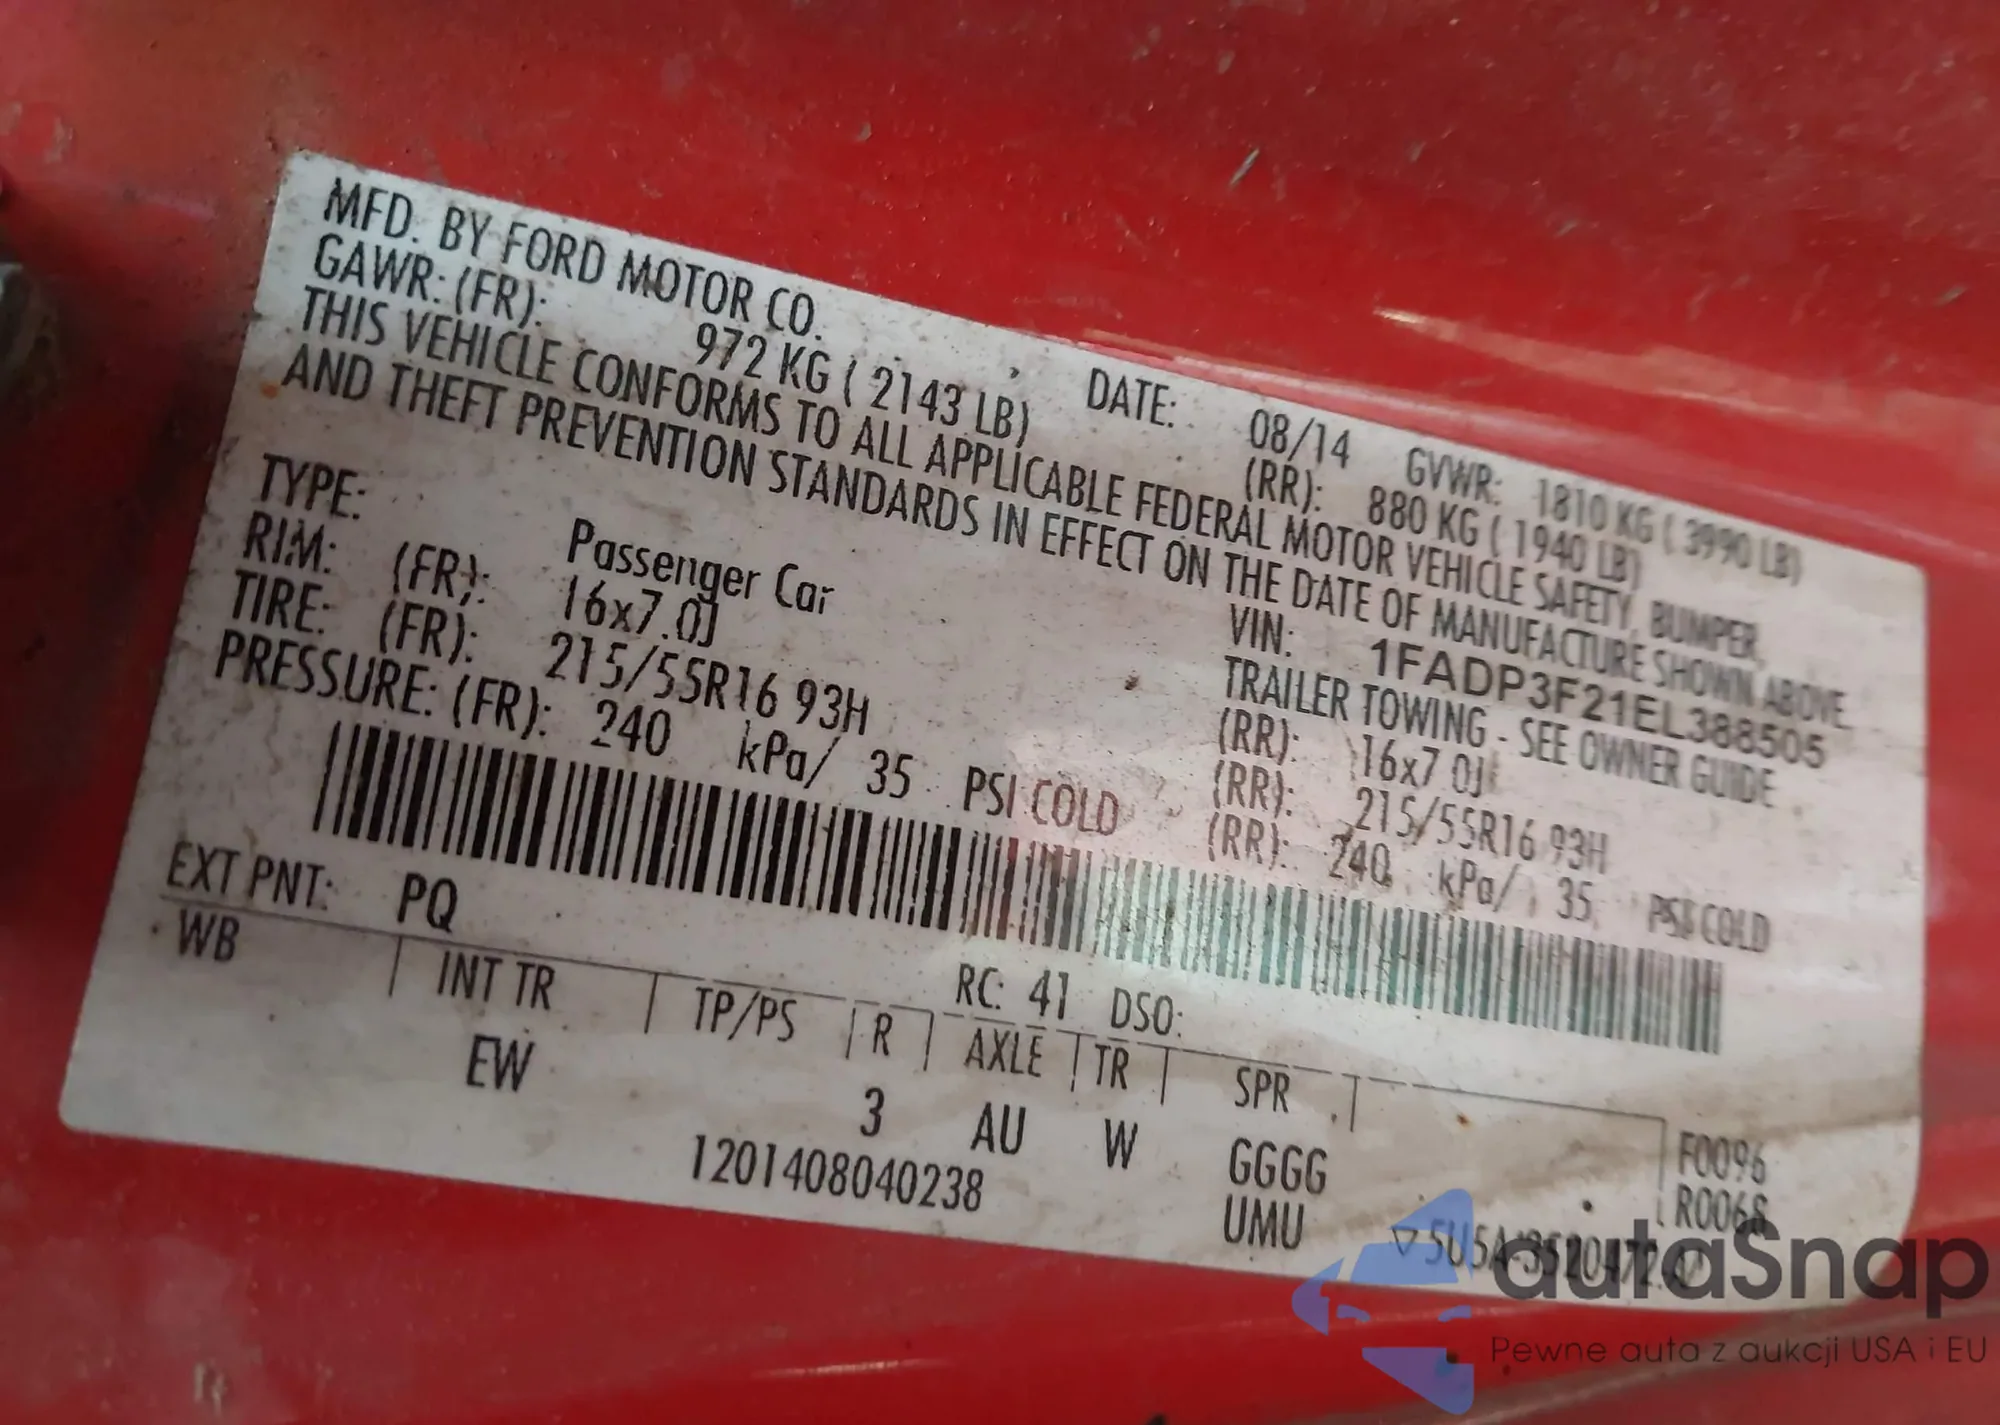 MFD. BY FORD MOTOR CO. DATE: 08/14 GVWR: 1810 KG ( 3990 LB)
GAWR: (FR): 972 KG ( 2143 LB) (RR): 880 KG ( 1940 LB)
THIS VEHICLE CONFORMS TO ALL APPLICABLE FEDERAL MOTOR VEHICLE SAFETY, BUMPER,
AND THEFT PREVENTION STANDARDS IN EFFECT ON THE DATE OF MANUFACTURE SHOWN ABOVE.
VIN: 1FADP3F21EL388505
TYPE: Passenger Car TRAILER TOWING - SEE OWNER GUIDE
RIM: (FR): 16x7.0J (RR): 16x7.0J
TIRE: (FR): 215/55R16 93H (RR): 215/55R16 93H
PRESSURE: (FR): 240 kPa/ 35 PSI COLD (RR): 240 kPa/ 35 PSI COLD
EXT PNT: PQ RC: 41 DSO:
WB INT TR TP/PS R AXLE TR SPR F0096
EW 3 AU W GGGG R0068
1201408040238 UMU
autaSnap
Pewne auta z aukcji USA i EU